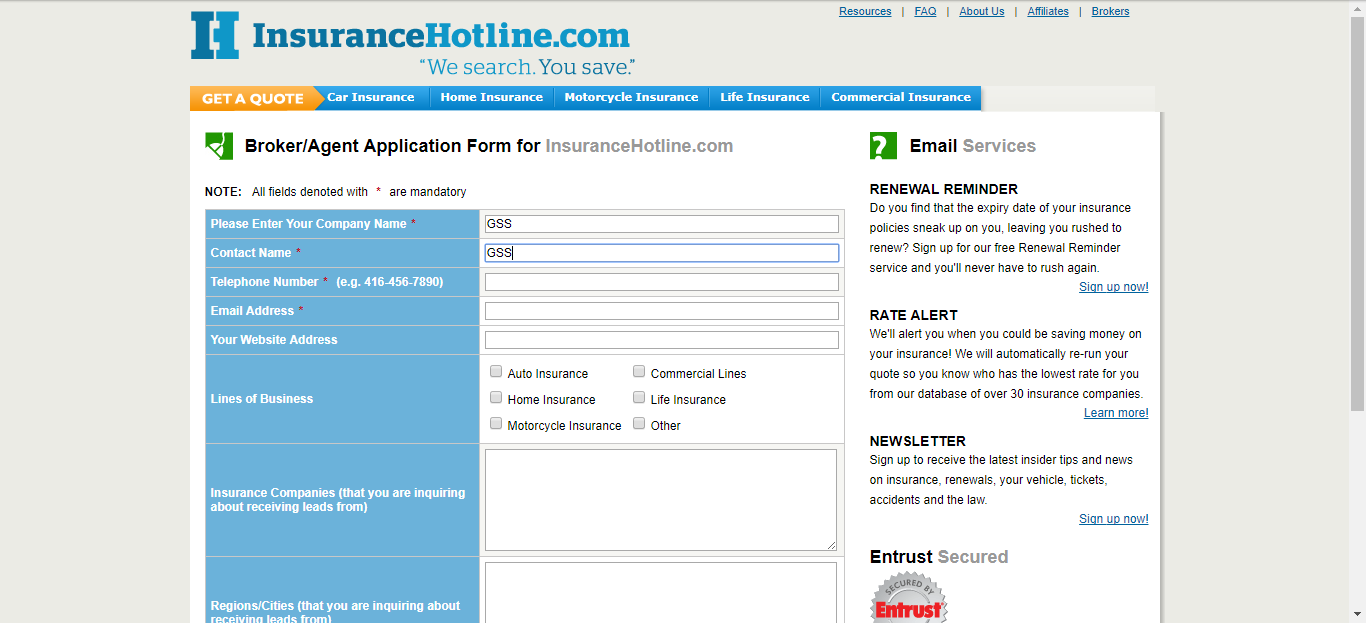 Resources | FAQ | About Us | Affiliates | Brokers
InsuranceHotline.com
“We search. You save.”
GET A QUOTE Car Insurance Home Insurance Motorcycle Insurance Life Insurance Commercial Insurance
Broker/Agent Application Form for InsuranceHotline.com
NOTE: All fields denoted with * are mandatory
Please Enter Your Company Name * GSS
Contact Name * GSS
Telephone Number * (e.g. 416-456-7890)
Email Address *
Your Website Address
Lines of Business
Auto Insurance Commercial Lines
Home Insurance Life Insurance
Motorcycle Insurance Other
Insurance Companies (that you are inquiring
about receiving leads from)
Regions/Cities (that you are inquiring about
receiving leads from)
Email Services
RENEWAL REMINDER
Do you find that the expiry date of your insurance
policies sneak up on you, leaving you rushed to
renew? Sign up for our free Renewal Reminder
service and you'll never have to rush again.
Sign up now!
RATE ALERT
We'll alert you when you could be saving money on
your insurance! We will automatically re-run your
quote so you know who has the lowest rate for you
from our database of over 30 insurance companies.
Learn more!
NEWSLETTER
Sign up to receive the latest insider tips and news
on insurance, renewals, your vehicle, tickets,
accidents and the law.
Sign up now!
Entrust Secured
SECURED BY
Entrust